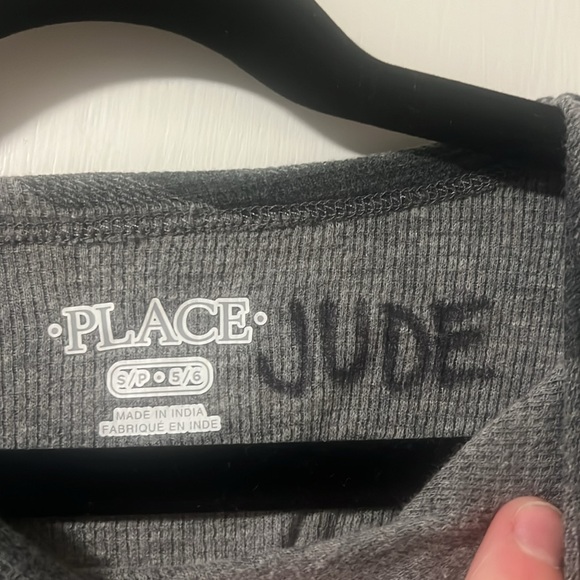 ·PLACE·
JUDE
S/P • 5/6
MADE IN INDIA
FABRIQUÉ EN INDE